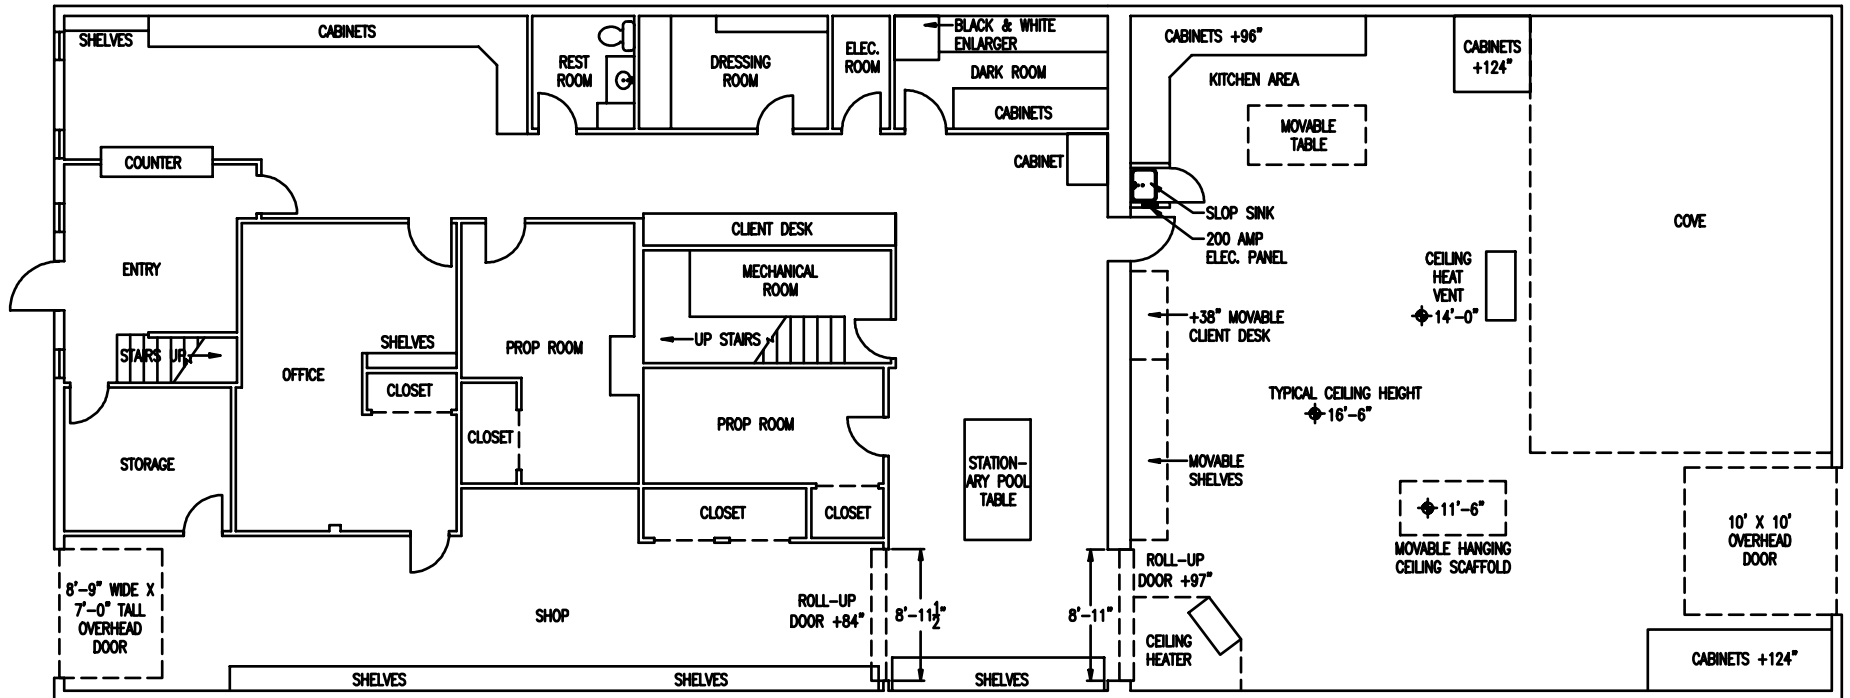 SHELVES
CABINETS
REST
ROOM
DRESSING
ROOM
ELEC.
ROOM
BLACK & WHITE
ENLARGER
DARK ROOM
CABINETS
CABINETS +96"
KITCHEN AREA
CABINETS
+124"
MOVABLE
TABLE
COUNTER
CABINET
SLOP SINK
200 AMP
ELEC. PANEL
COVE
CLIENT DESK
ENTRY
MECHANICAL
ROOM
CEILING
HEAT
VENT
14'-0"
+38" MOVABLE
CLIENT DESK
STAIRS UP
SHELVES
OFFICE
CLOSET
PROP ROOM
UP STAIRS
TYPICAL CEILING HEIGHT
16'-6"
PROP ROOM
CLOSET
STORAGE
STATION-
ARY POOL
TABLE
MOVABLE
SHELVES
CLOSET
CLOSET
11'-6"
MOVABLE HANGING
CEILING SCAFFOLD
10' X 10'
OVERHEAD
DOOR
8'-9" WIDE X
7'-0" TALL
OVERHEAD
DOOR
SHOP
ROLL-UP
DOOR +84"
8'-11 1/2"
8'-11"
ROLL-UP
DOOR +97"
CEILING
HEATER
CABINETS +124"
SHELVES
SHELVES
SHELVES